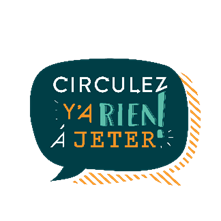 CIRCULEZ
Y'A RIEN!
À JETER